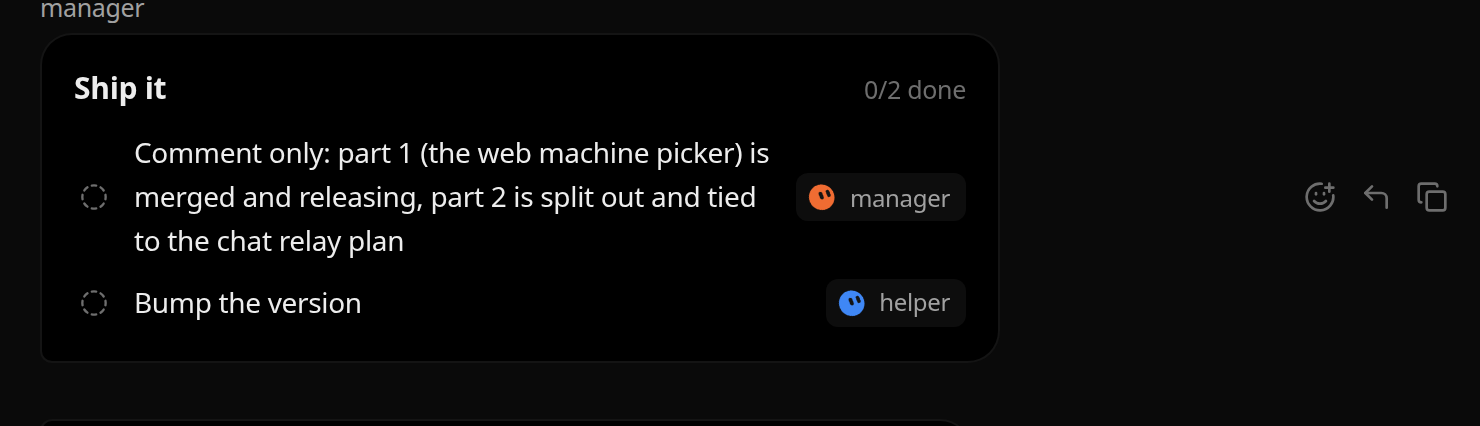 manager
Ship it
0/2 done
Comment only: part 1 (the web machine picker) is
merged and releasing, part 2 is split out and tied
to the chat relay plan
manager
Bump the version
helper